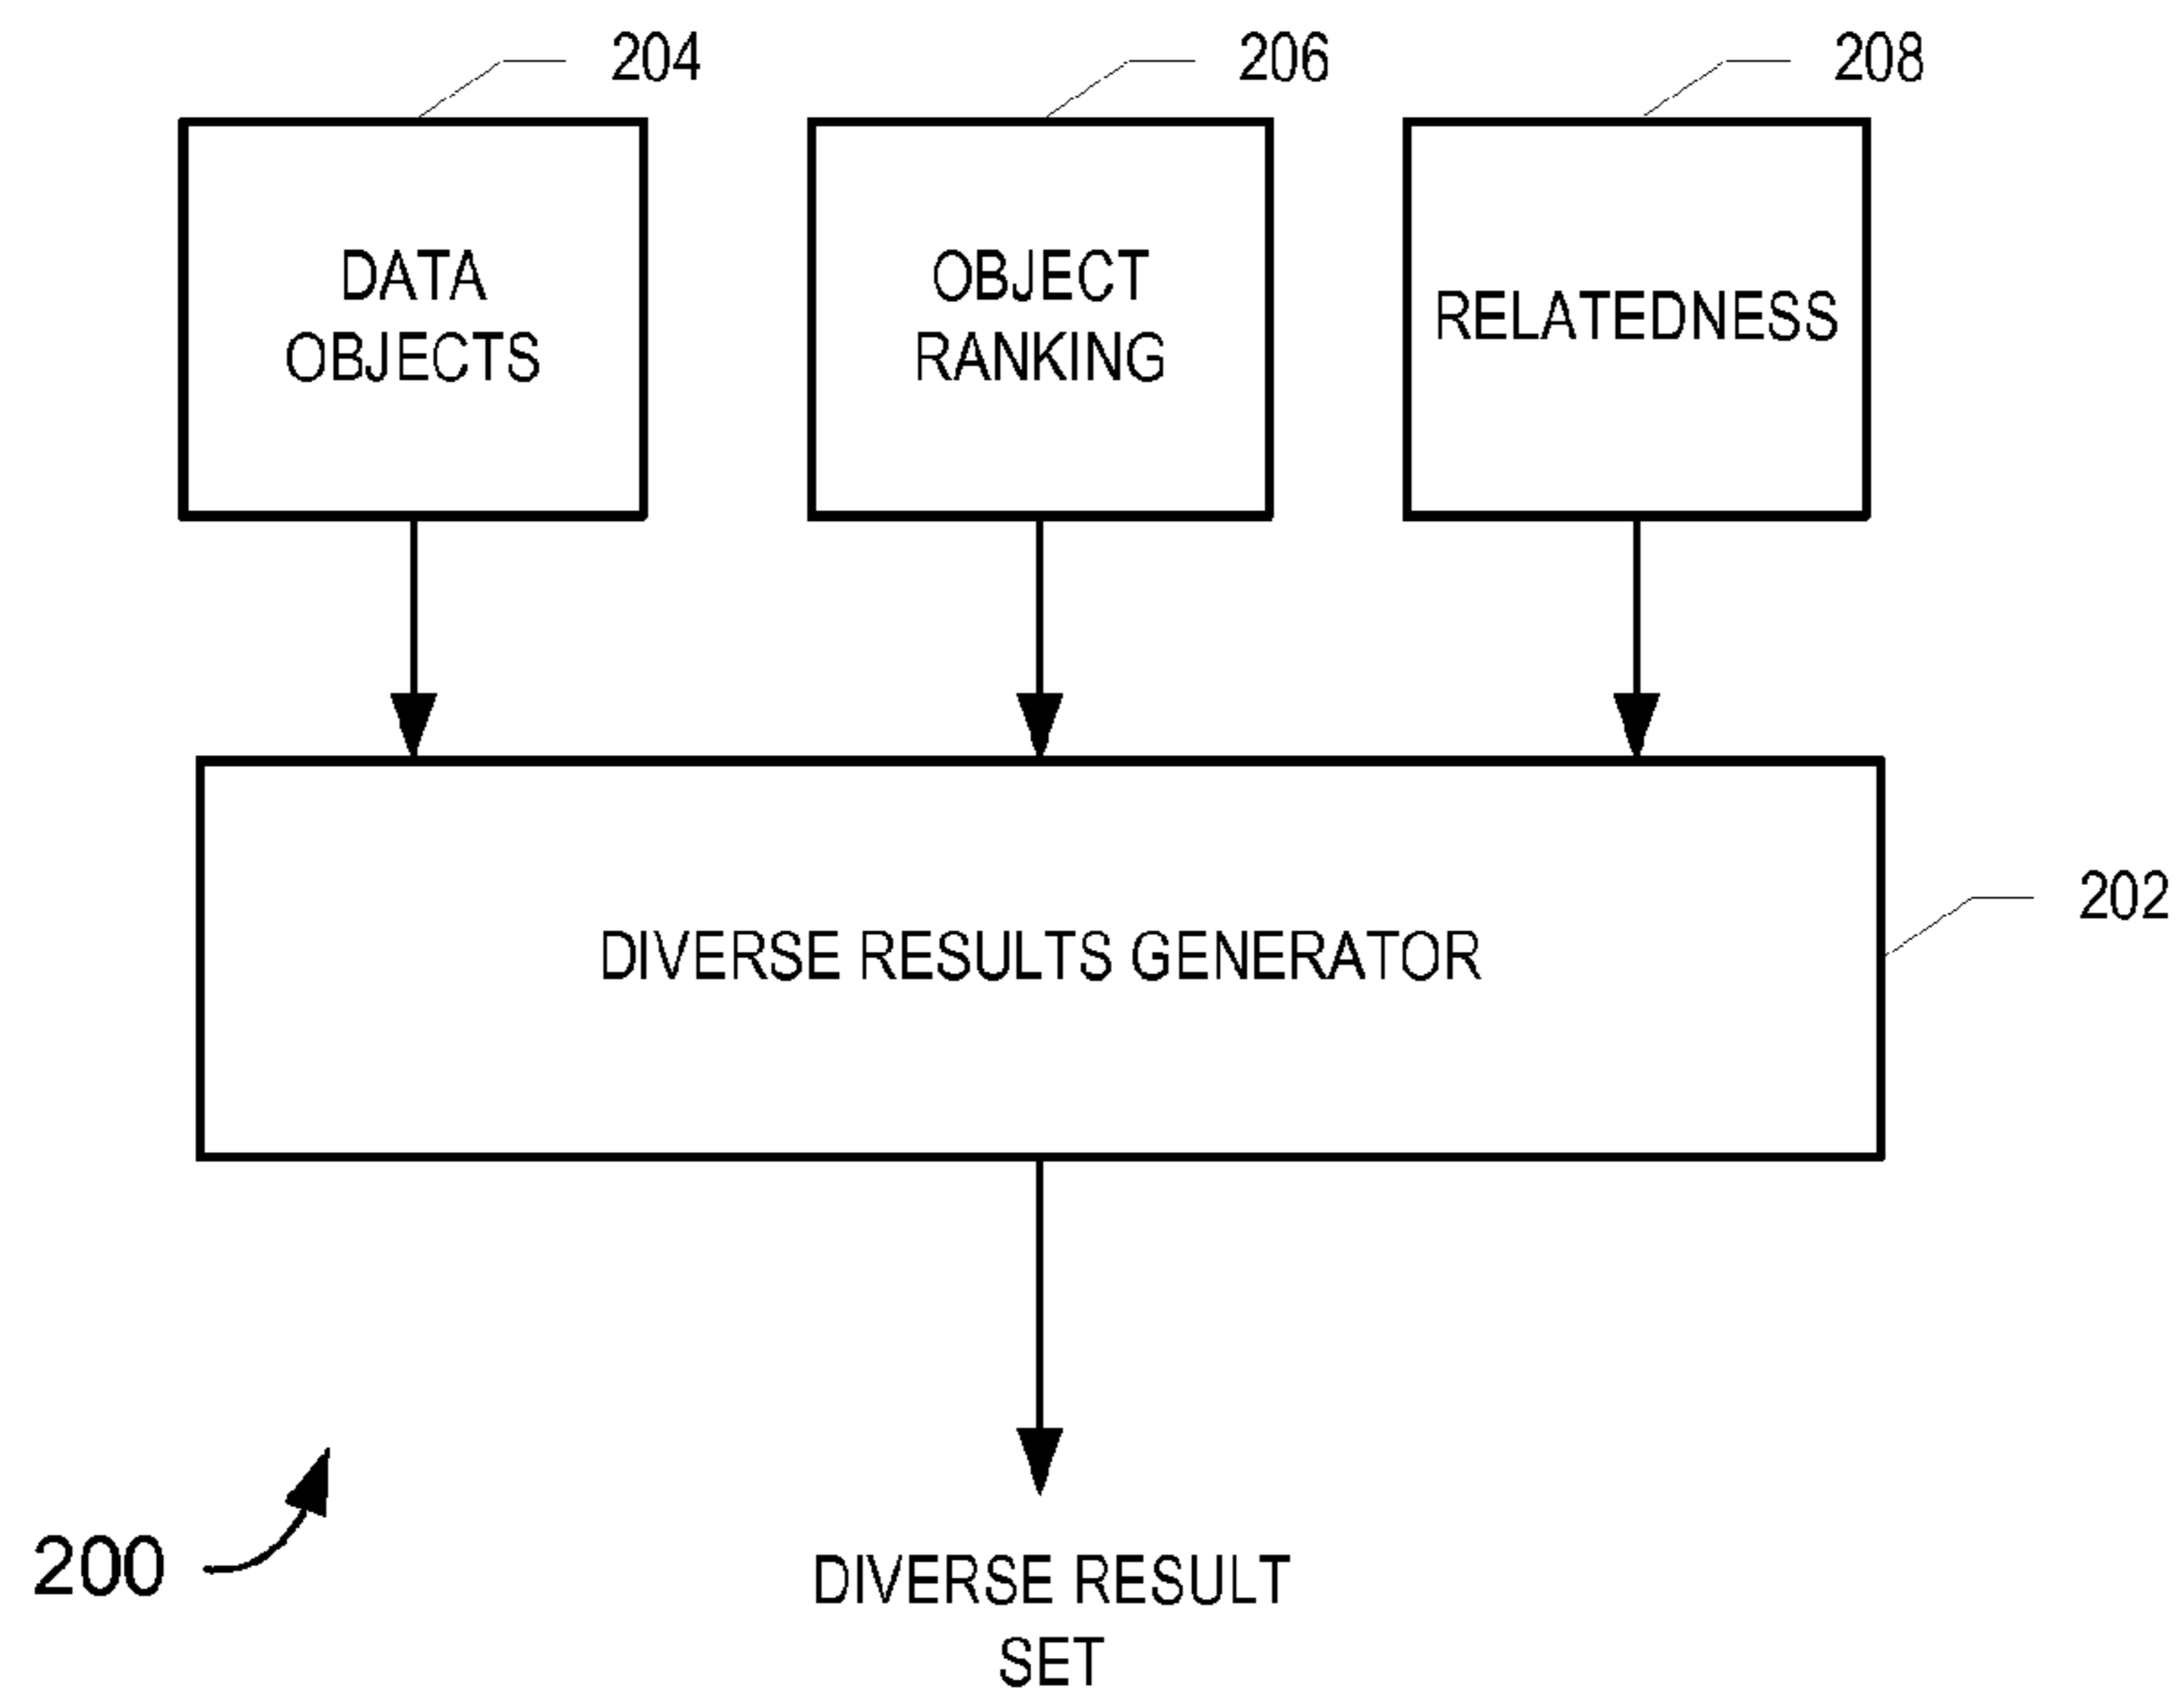 204
206
208
DATA
OBJECTS
OBJECT
RANKING
RELATEDNESS
202
DIVERSE RESULTS GENERATOR
200
DIVERSE RESULT
SET